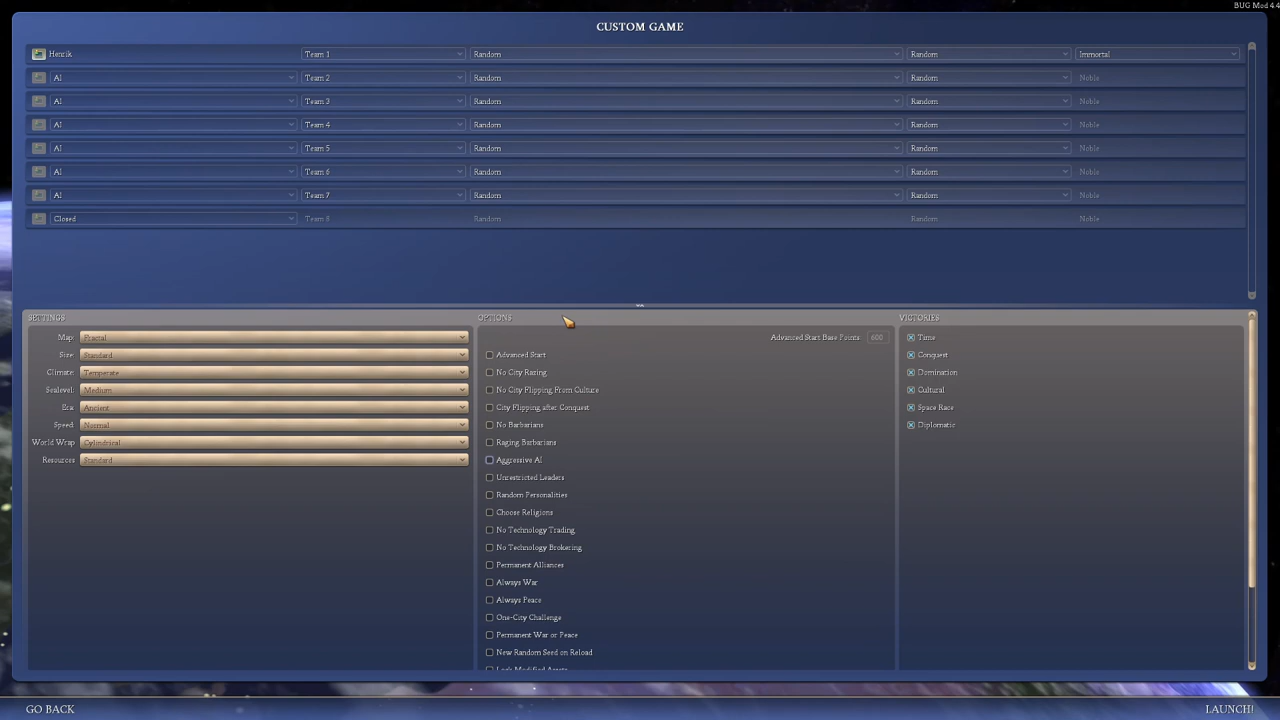 BUG Mod 4.4
CUSTOM GAME
Henrik Team 1 Random Random Immortal
AI Team 2 Random Random Noble
AI Team 3 Random Random Noble
AI Team 4 Random Random Noble
AI Team 5 Random Random Noble
AI Team 6 Random Random Noble
AI Team 7 Random Random Noble
Closed Team 8 Random Random Noble
SETTINGS
Map: Fractal
Size: Standard
Climate: Temperate
Sealevel: Medium
Era: Ancient
Speed: Normal
World Wrap: Cylindrical
Resources: Standard
OPTIONS
Advanced Start Base Points: 600
Advanced Start
No City Razing
No City Flipping From Culture
City Flipping after Conquest
No Barbarians
Raging Barbarians
Aggressive AI
Unrestricted Leaders
Random Personalities
Choose Religions
No Technology Trading
No Technology Brokering
Permanent Alliances
Always War
Always Peace
One-City Challenge
Permanent War or Peace
New Random Seed on Reload
Lock Modified Assets
VICTORIES
Time
Conquest
Domination
Cultural
Space Race
Diplomatic
GO BACK
LAUNCH!